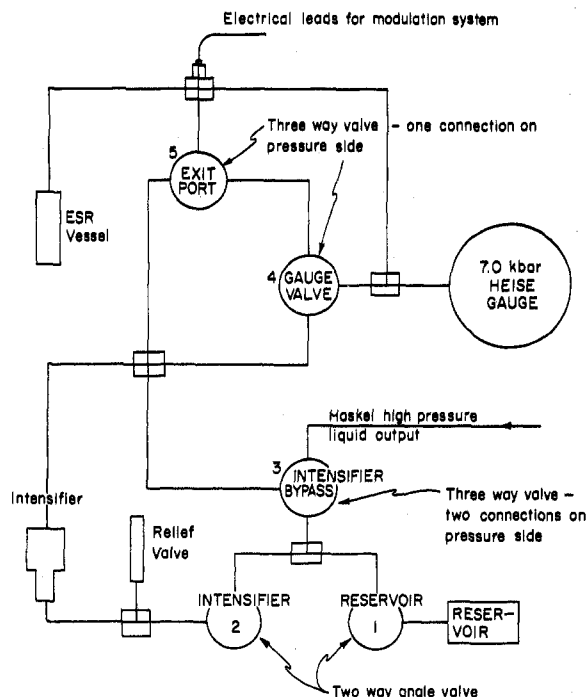 Electrical leads for modulation system
Three way valve - one connection on
pressure side
5
EXIT
PORT
ESR
Vessel
4
GAUGE
VALVE
7.0 kbar
HEISE
GAUGE
Haskel high pressure
liquid output
3
INTENSIFIER
BYPASS
Three way valve -
two connections on
pressure side
Intensifier
Relief
Valve
INTENSIFIER
2
RESERVOIR
1
RESER-
VOIR
Two way angle valve